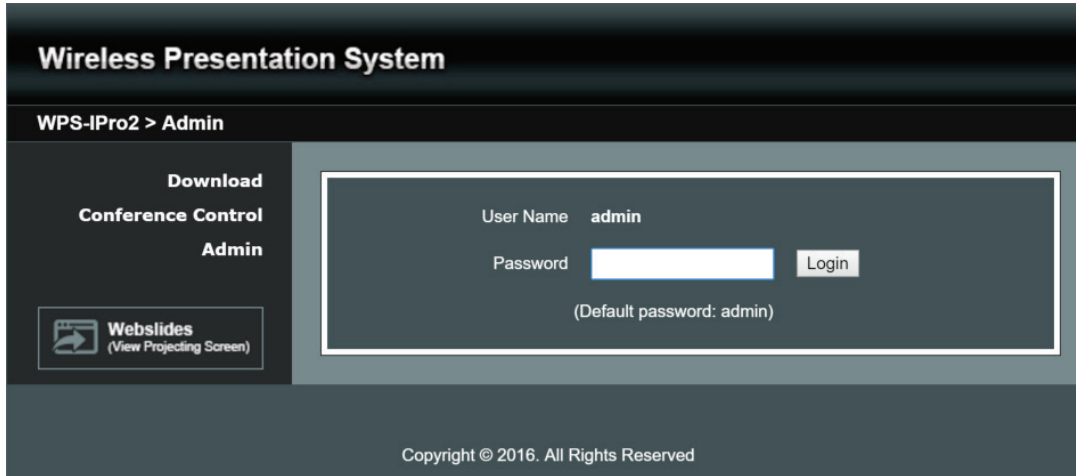 Wireless Presentation System
WPS-IPro2 > Admin
Download
Conference Control
Admin
Webslides
(View Projecting Screen)
User Name admin
Password Login
(Default password: admin)
Copyright © 2016. All Rights Reserved